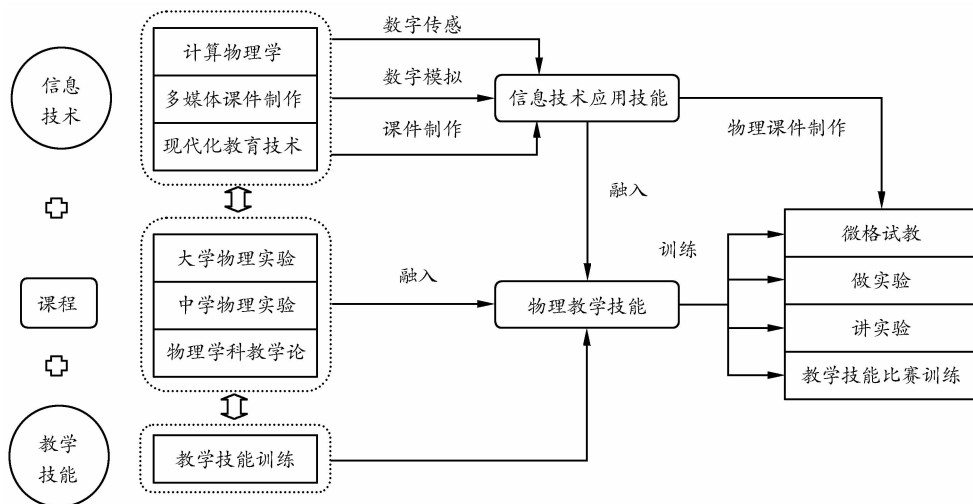 信息
技术
课程
教学
技能
计算物理学
多媒体课件制作
现代化教育技术
大学物理实验
中学物理实验
物理学科教学论
教学技能训练
数字传感
数字模拟
课件制作
融入
信息技术应用技能
融入
物理教学技能
物理课件制作
训练
微格试教
做实验
讲实验
教学技能比赛训练